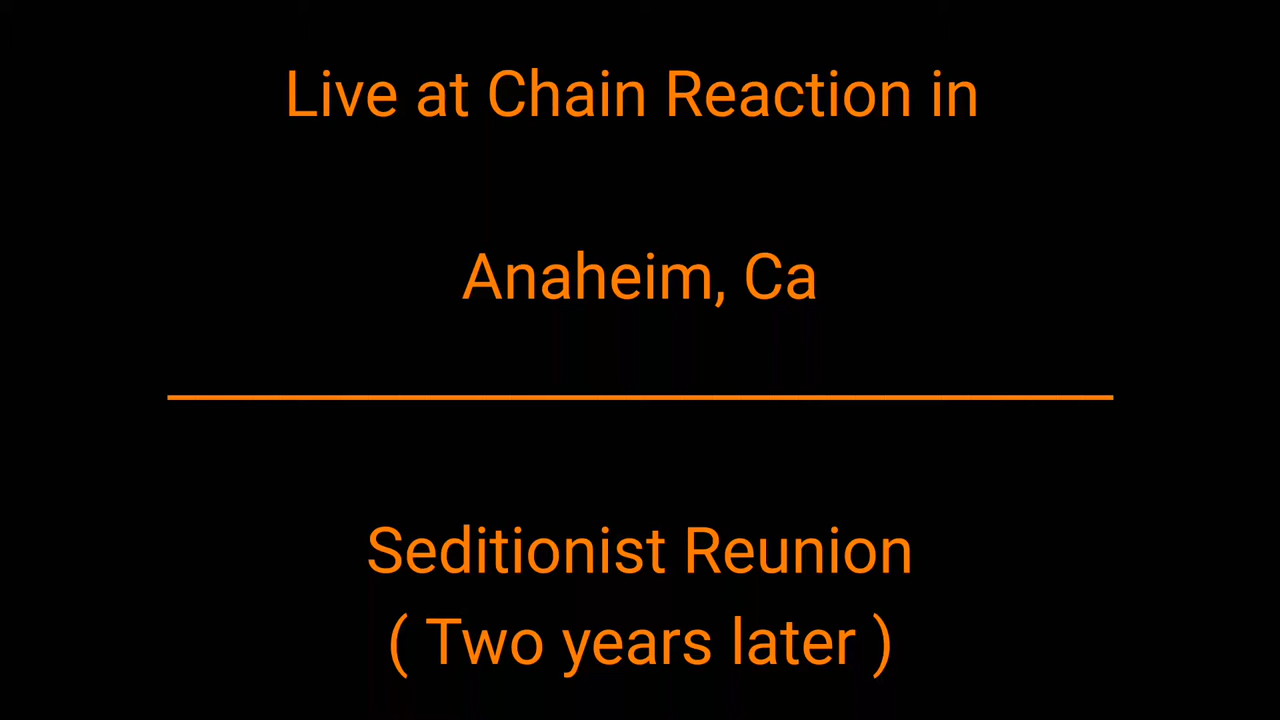 Live at Chain Reaction in
Anaheim, Ca
Seditionist Reunion
( Two years later )